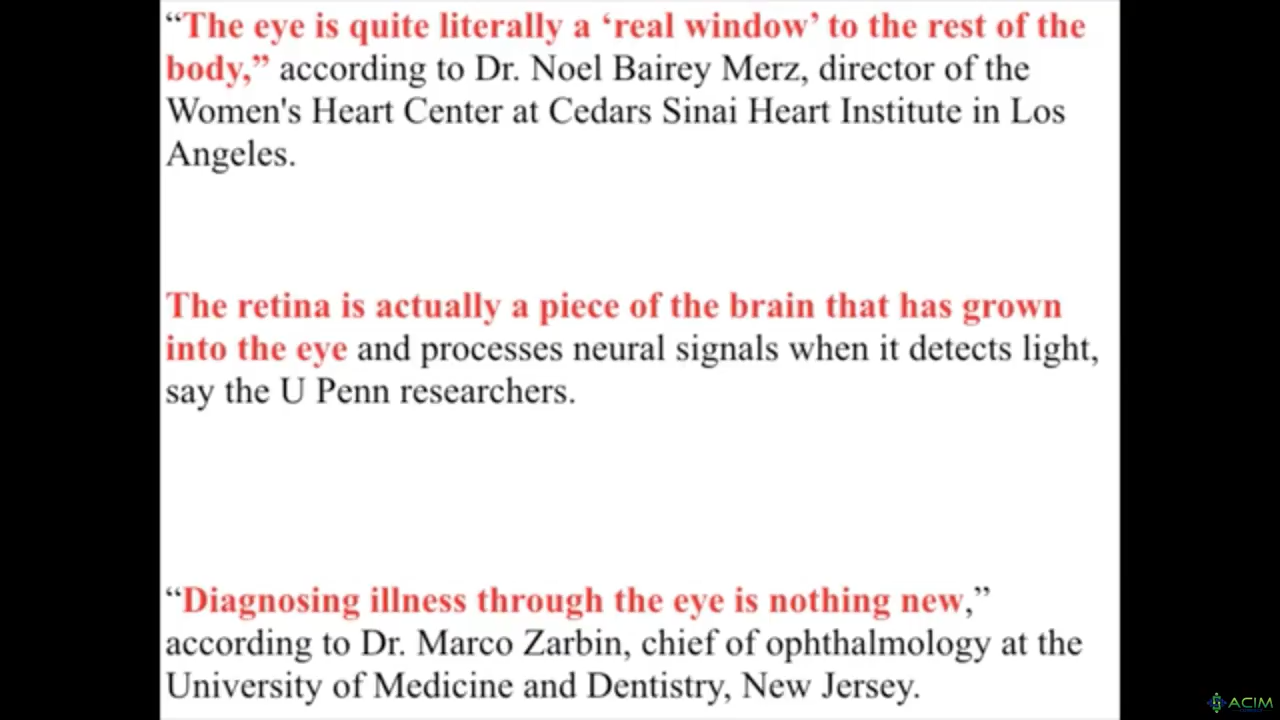 “The eye is quite literally a ‘real window’ to the rest of the
body,” according to Dr. Noel Bairey Merz, director of the
Women's Heart Center at Cedars Sinai Heart Institute in Los
Angeles.
The retina is actually a piece of the brain that has grown
into the eye and processes neural signals when it detects light,
say the U Penn researchers.
“Diagnosing illness through the eye is nothing new,”
according to Dr. Marco Zarbin, chief of ophthalmology at the
University of Medicine and Dentistry, New Jersey.
ACIM